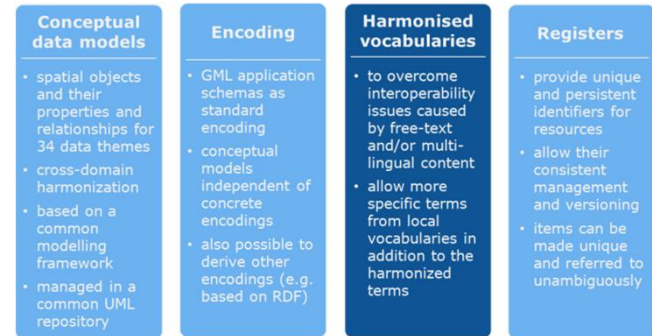 Conceptual
data models
• spatial objects
and their
properties and
relationships for
34 data themes
• cross-domain
harmonization
• based on a
common
modelling
framework
• managed in a
common UML
repository
Encoding
• GML application
schemas as
standard
encoding
• conceptual
models
independent of
concrete
encodings
• also possible to
derive other
encodings (e.g.
based on RDF)
Harmonised
vocabularies
• to overcome
interoperability
issues caused
by free-text
and/or multi-
lingual content
• allow more
specific terms
from local
vocabularies in
addition to the
harmonized
terms
Registers
• provide unique
and persistent
identifiers for
resources
• allow their
consistent
management
and versioning
• items can be
made unique
and referred to
unambiguously